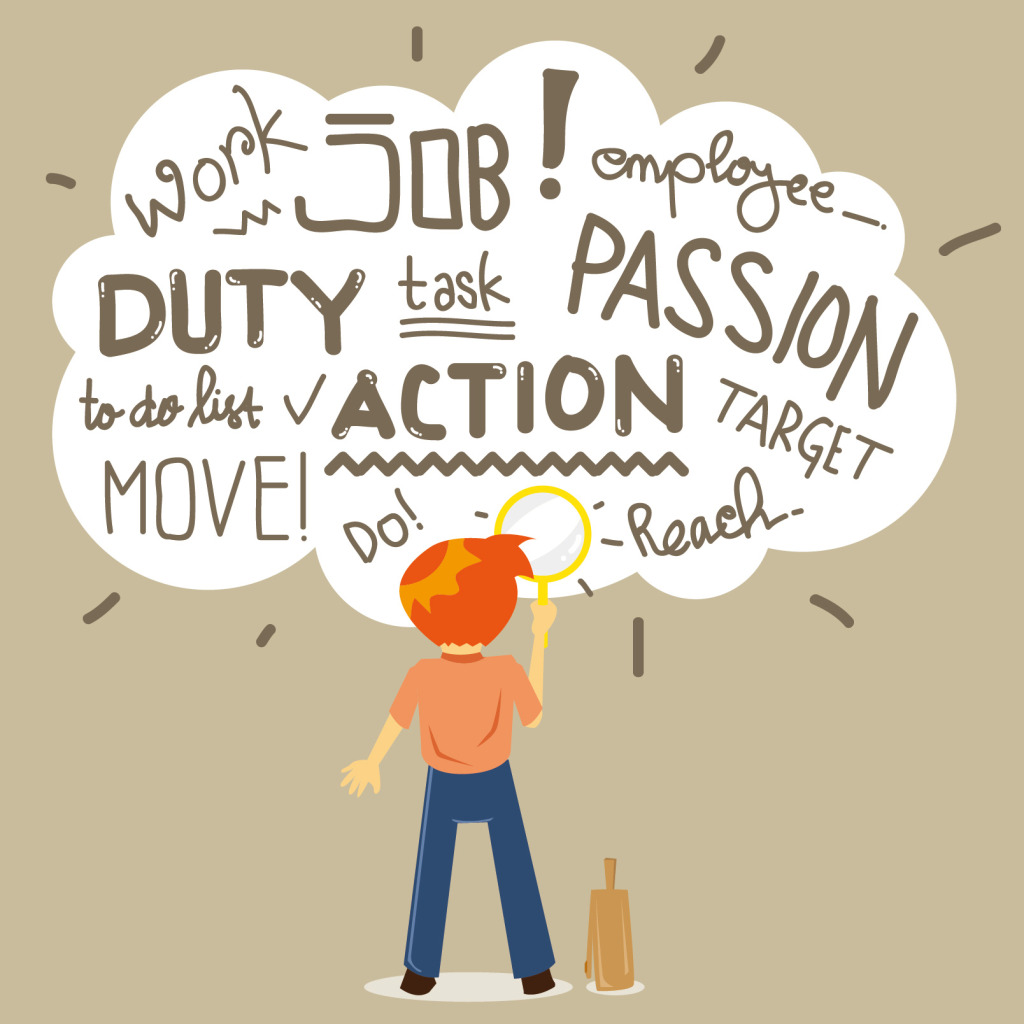 Work JOB! employee
DUTY task PASSION
to do list ✓ ACTION TARGET
MOVE! DO! Reach